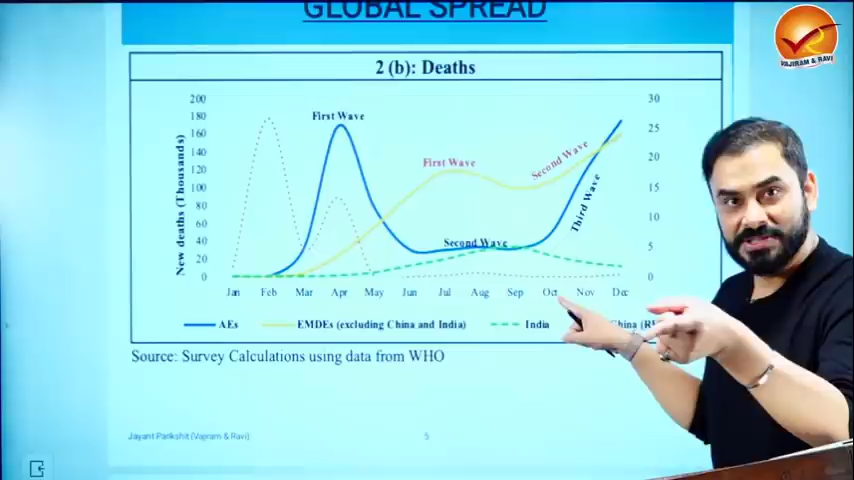 GLOBAL SPREAD
VAJIRAM & RAVI
2 (b): Deaths
New deaths (Thousands)
200
180
160
140
120
100
80
60
40
20
0
30
25
20
15
10
5
0
First Wave
First Wave
Second Wave
Second Wave
Third Wave
Jan Feb Mar Apr May Jun Jul Aug Sep Oct Nov Dec
AEs EMDEs (excluding China and India) India China
Source: Survey Calculations using data from WHO
Jayant Parikshit (Vajiram & Ravi)
5